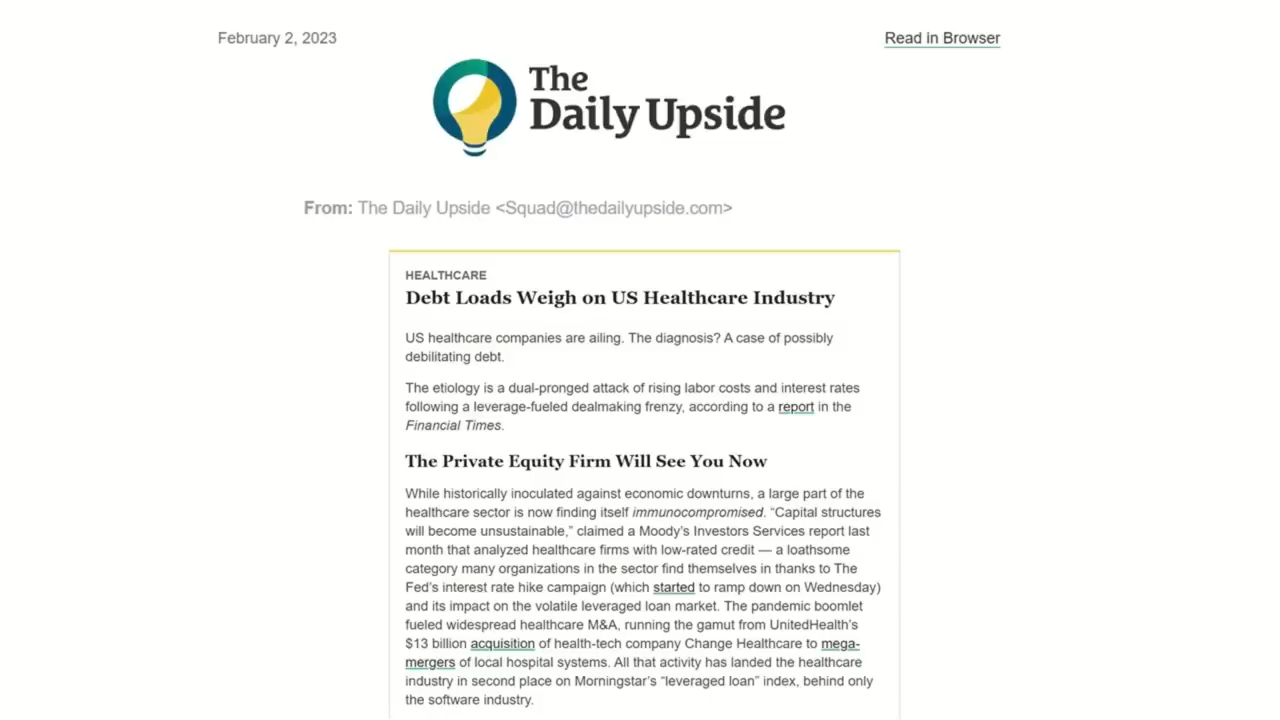 February 2, 2023
Read in Browser
The
Daily Upside
From: The Daily Upside <Squad@thedailyupside.com>
HEALTHCARE
Debt Loads Weigh on US Healthcare Industry
US healthcare companies are ailing. The diagnosis? A case of possibly
debilitating debt.
The etiology is a dual-pronged attack of rising labor costs and interest rates
following a leverage-fueled dealmaking frenzy, according to a report in the
Financial Times.
The Private Equity Firm Will See You Now
While historically inoculated against economic downturns, a large part of the
healthcare sector is now finding itself immunocompromised. “Capital structures
will become unsustainable,” claimed a Moody’s Investors Services report last
month that analyzed healthcare firms with low-rated credit — a loathsome
category many organizations in the sector find themselves in thanks to The
Fed’s interest rate hike campaign (which started to ramp down on Wednesday)
and its impact on the volatile leveraged loan market. The pandemic boomlet
fueled widespread healthcare M&A, running the gamut from UnitedHealth’s
$13 billion acquisition of health-tech company Change Healthcare to mega-
mergers of local hospital systems. All that activity has landed the healthcare
industry in second place on Morningstar’s “leveraged loan” index, behind only
the software industry.